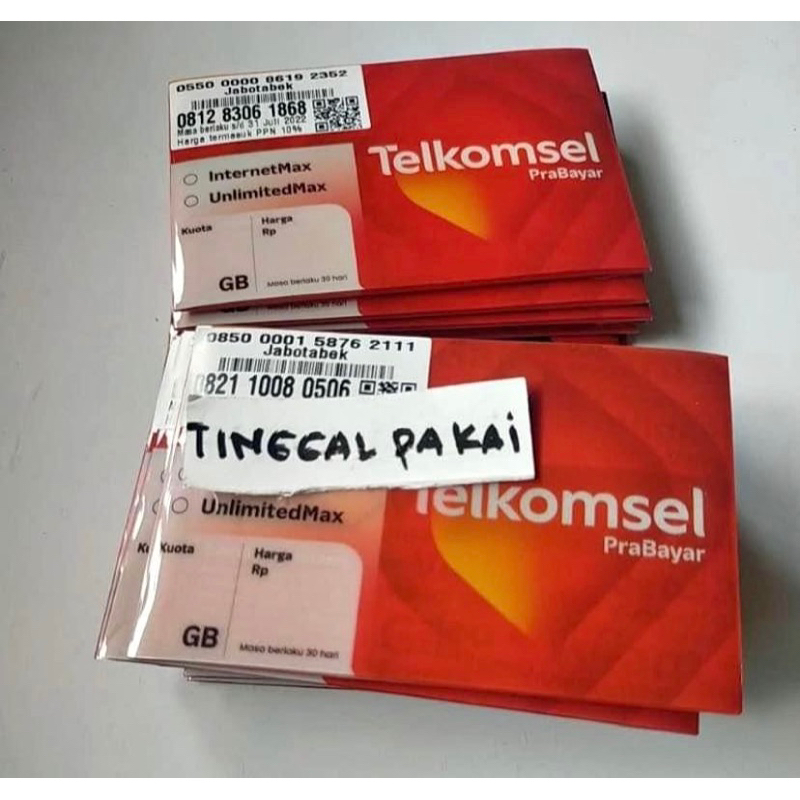 0550 0000 8619 2352
Jabotabek
0812 8306 1868
Masa berlaku s/d 31 Juli 2022
Harga termasuk PPN 10%
Telkomsel
PraBayar
InternetMax
UnlimitedMax
Kuota
Harga
Rp
GB
Masa berlaku 30 hari
GB
0850 0001 5876 2111
Jabotabek
0821 1008 0506
TINGGAL PAKAi
Telkomsel
PraBayar
UnlimitedMax
Kuota
Harga
Rp
GB
Masa berlaku 30 hari